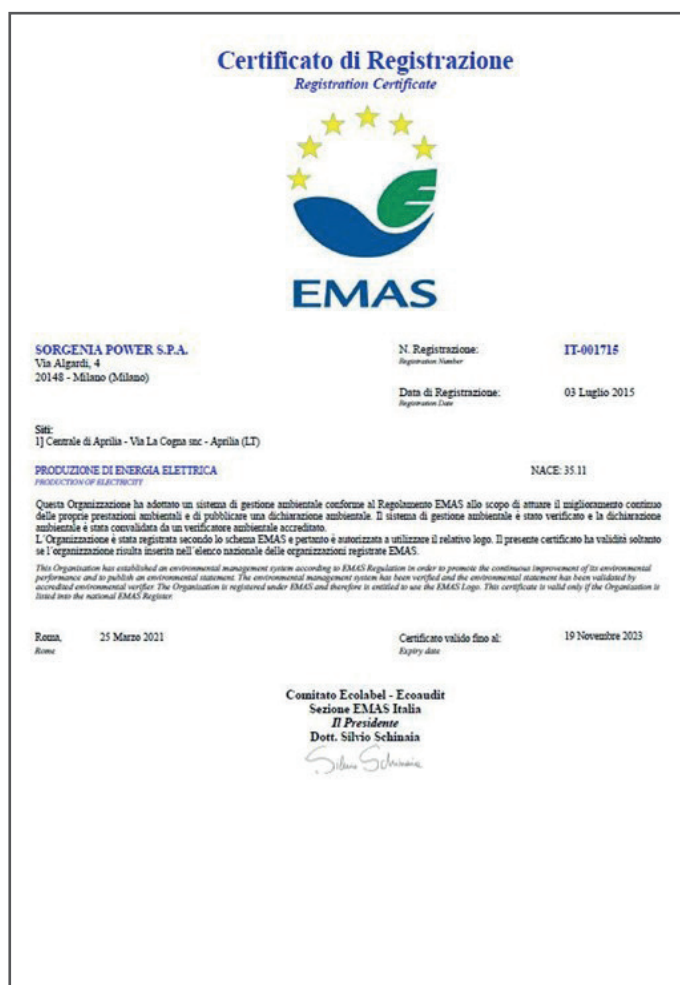 Certificato di Registrazione
Registration Certificate
EMAS
SORGENIA POWER S.P.A.
Via Algardi, 4
20148 - Milano (Milano)
N. Registrazione: IT-001715
Registration Number
Data di Registrazione: 03 Luglio 2015
Registration Date
Siti:
1] Centrale di Aprilia - Via La Cogna snc - Aprilia (LT)
PRODUZIONE DI ENERGIA ELETTRICA NACE: 35.11
PRODUCTION OF ELECTRICITY
Questa Organizzazione ha adottato un sistema di gestione ambientale conforme al Regolamento EMAS allo scopo di attuare il miglioramento continuo
delle proprie prestazioni ambientali e di pubblicare una dichiarazione ambientale. Il sistema di gestione ambientale è stato verificato e la dichiarazione
ambientale è stata convalidata da un verificatore ambientale accreditato.
L'Organizzazione è stata registrata secondo lo schema EMAS e pertanto è autorizzata a utilizzare il relativo logo. Il presente certificato ha validità soltanto
se l'organizzazione risulta inserita nell'elenco nazionale delle organizzazioni registrate EMAS.
This Organisation has established an environmental management system according to EMAS Regulation in order to promote the continuous improvement of its environmental
performance and to publish an environmental statement. The environmental management system has been verified and the environmental statement has been validated by
accredited environmental verifier. The Organisation is registered under EMAS and therefore is entitled to use the EMAS Logo. This certificate is valid only if the Organisation is
listed into the national EMAS Register.
Roma, 25 Marzo 2021 Certificato valido fino al: 19 Novembre 2023
Rome Expiry date
Comitato Ecolabel - Ecoaudit
Sezione EMAS Italia
Il Presidente
Dott. Silvio Schinaia
Silvio Schinaia